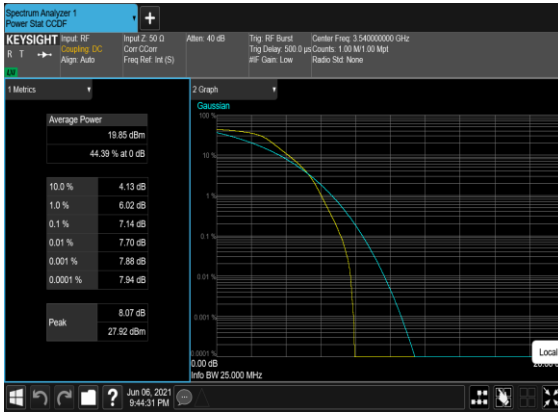 Spectrum Analyzer 1
Power Stat CCDF
KEYSIGHT
R T
Input: RF
Coupling: DC
Align: Auto
Input Z: 50 Ω
Corr CCorr
Freq Ref: Int (S)
Atten: 40 dB
Trig: RF Burst
Trig Delay: 500.0 µs
#IF Gain: Low
Center Freq: 3.540000000 GHz
Counts: 1.00 M/1.00 Mpt
Radio Std: None
1 Metrics
Average Power
19.85 dBm
44.39 % at 0 dB
10.0 % 4.13 dB
1.0 % 6.02 dB
0.1 % 7.14 dB
0.01 % 7.70 dB
0.001 % 7.88 dB
0.0001 % 7.94 dB
Peak
8.07 dB
27.92 dBm
2 Graph
Gaussian
100 %
10 %
1 %
0.1 %
0.01 %
0.001 %
0.0001 %
0.00 dB
Info BW 25.000 MHz
Local
?
Jun 06, 2021
9:44:31 PM